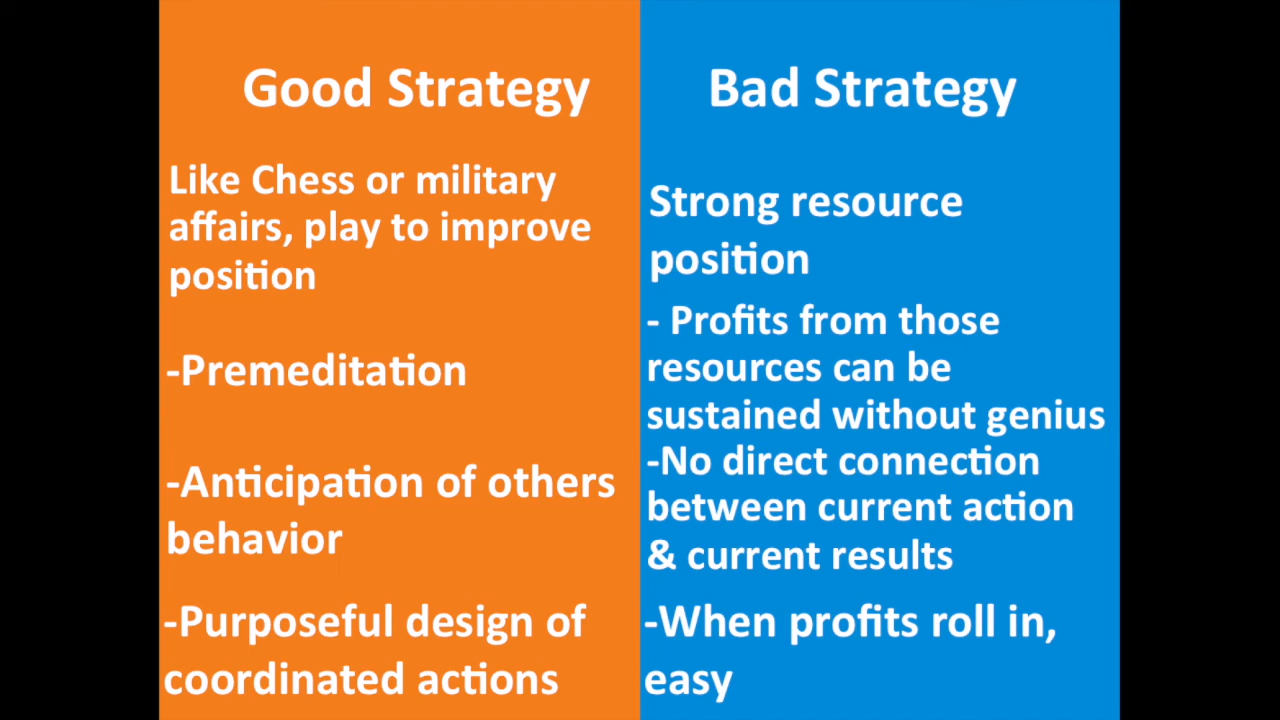 Good Strategy
Like Chess or military
affairs, play to improve
position
-Premeditation
-Anticipation of others
behavior
-Purposeful design of
coordinated actions
Bad Strategy
Strong resource
position
- Profits from those
resources can be
sustained without genius
-No direct connection
between current action
& current results
-When profits roll in,
easy